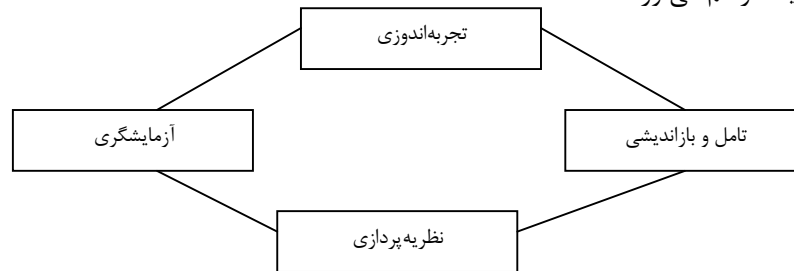 تجربه‌اندوزی
تامل و بازاندیشی
آزمایشگری
نظریه‌پردازی